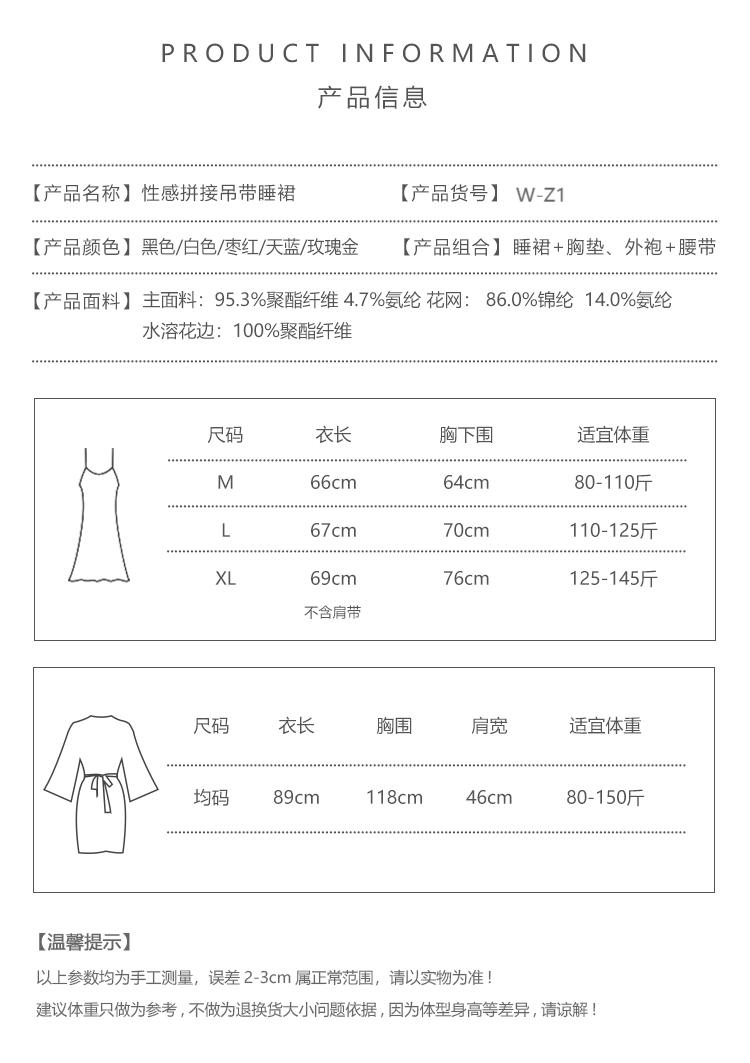 PRODUCT INFORMATION
产品信息
【产品名称】性感拼接吊带睡裙 【产品货号】 W-Z1
【产品颜色】黑色/白色/枣红/天蓝/玫瑰金 【产品组合】睡裙+胸垫、外袍+腰带
【产品面料】主面料：95.3%聚酯纤维 4.7%氨纶 花网： 86.0%锦纶 14.0%氨纶
水溶花边：100%聚酯纤维
尺码 衣长 胸下围 适宜体重
M 66cm 64cm 80-110斤
L 67cm 70cm 110-125斤
XL 69cm 76cm 125-145斤
不含肩带
尺码 衣长 胸围 肩宽 适宜体重
均码 89cm 118cm 46cm 80-150斤
【温馨提示】
以上参数均为手工测量，误差 2-3cm 属正常范围，请以实物为准！
建议体重只做为参考，不做为退换货大小问题依据，因为体型身高等差异，请谅解！